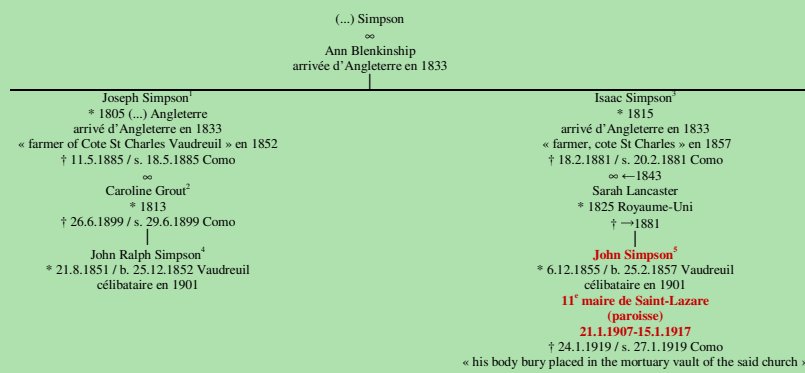 (...) Simpson
∞
Ann Blenkinship
arrivée d'Angleterre en 1833
Joseph Simpson¹
* 1805 (...) Angleterre
arrivé d'Angleterre en 1833
« farmer of Cote St Charles Vaudreuil » en 1852
† 11.5.1885 / s. 18.5.1885 Como
∞
Caroline Grout²
* 1813
† 26.6.1899 / s. 29.6.1899 Como
John Ralph Simpson⁴
* 21.8.1851 / b. 25.12.1852 Vaudreuil
célibataire en 1901
Isaac Simpson³
* 1815
arrivé d'Angleterre en 1833
« farmer, cote St Charles » en 1857
† 18.2.1881 / s. 20.2.1881 Como
∞ ←1843
Sarah Lancaster
* 1825 Royaume-Uni
† →1881
John Simpson⁵
* 6.12.1855 / b. 25.2.1857 Vaudreuil
célibataire en 1901
11ᵉ maire de Saint-Lazare
(paroisse)
21.1.1907-15.1.1917
† 24.1.1919 / s. 27.1.1919 Como
« his body bury placed in the mortuary vault of the said church »